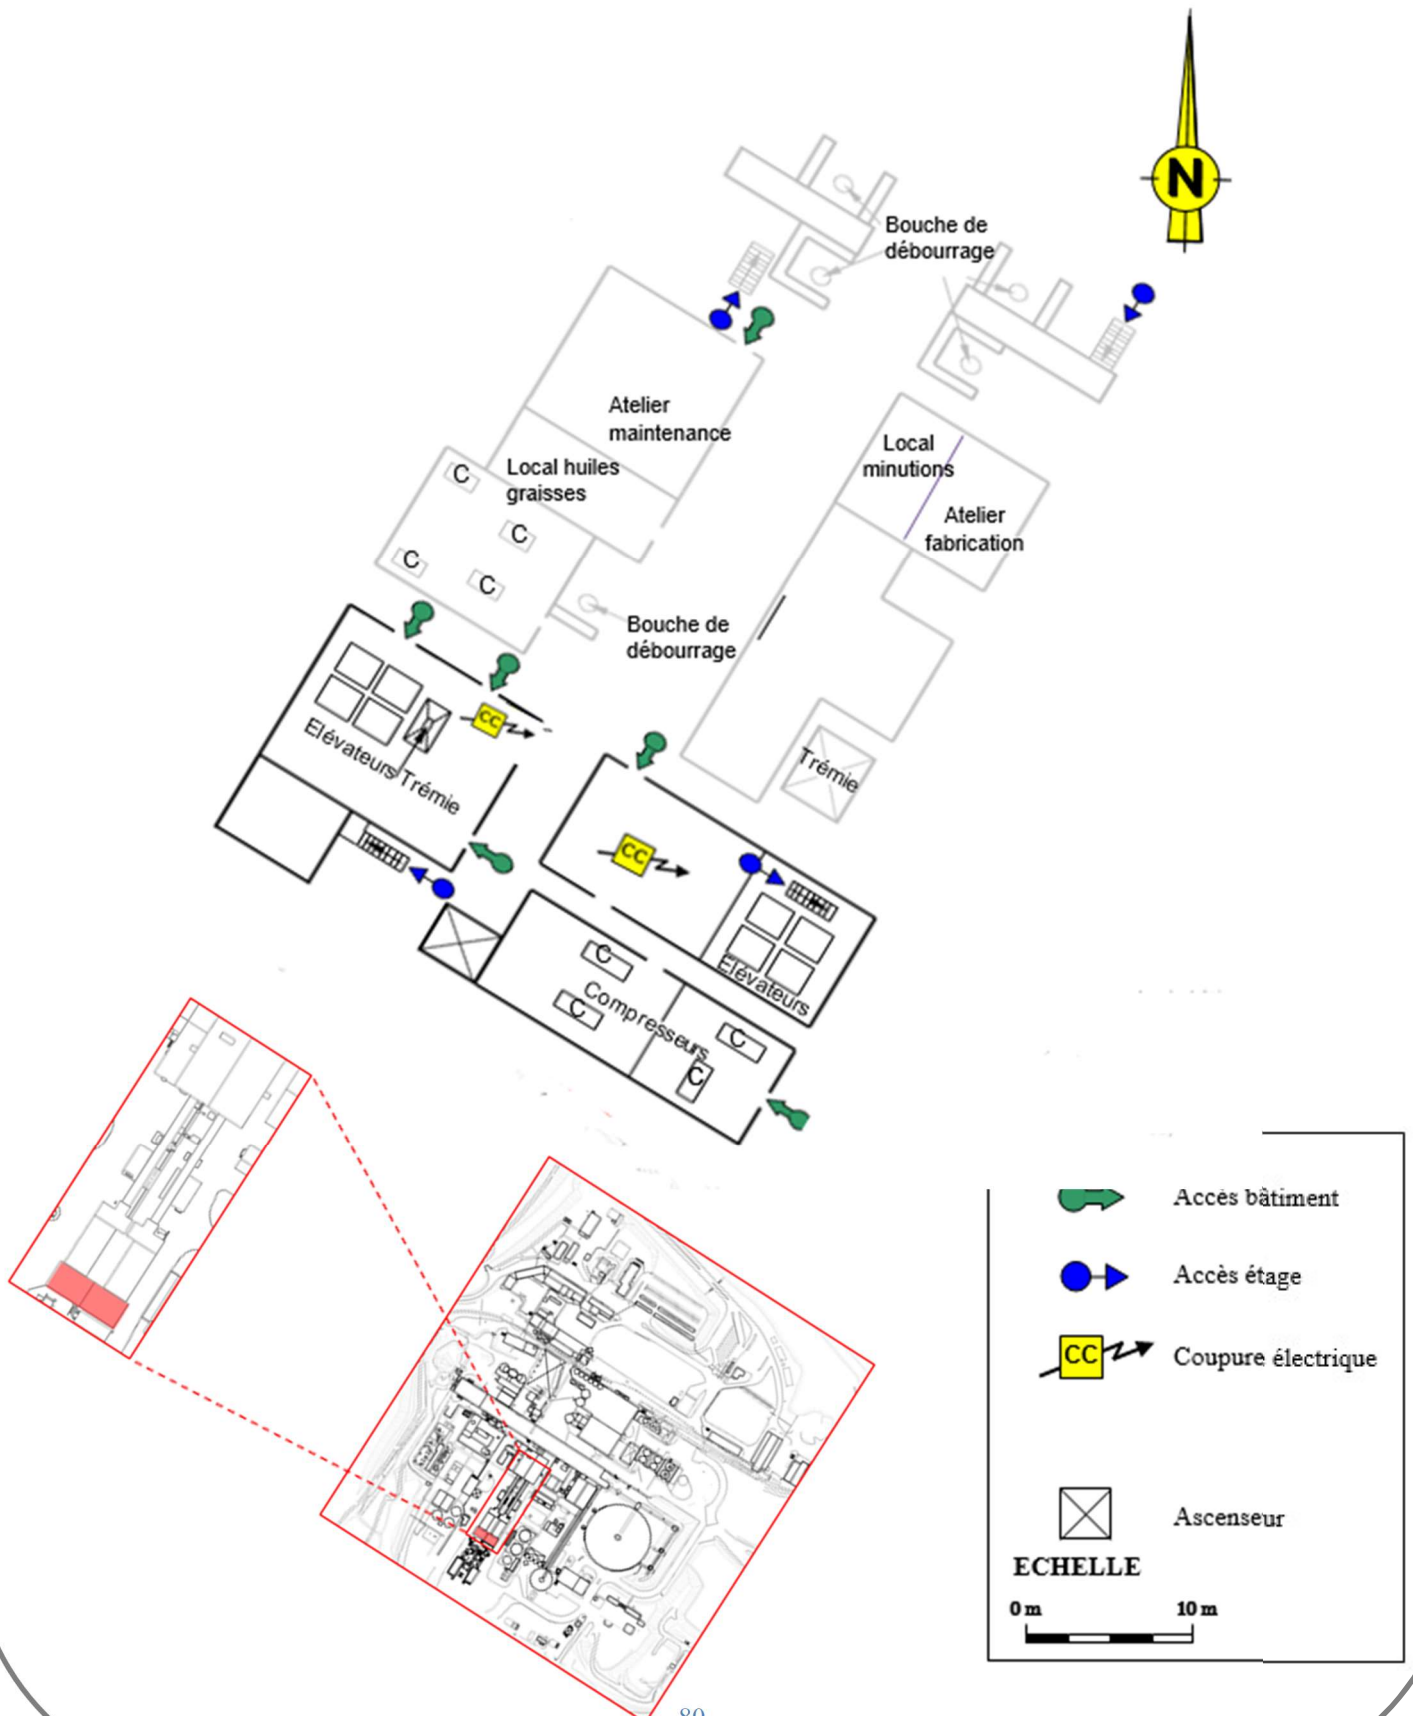 N
Bouche de
débourrage
Atelier
maintenance
Local
minutions
Local huiles
graisses
C
C
C
C
Atelier
fabrication
Bouche de
débourrage
CC
Elévateurs Trémie
Trémie
CC
Elévateurs
C
C
Compresseurs
C
C
Accès bâtiment
Accès étage
CC
Coupure électrique
Ascenseur
ECHELLE
0 m
10 m
80